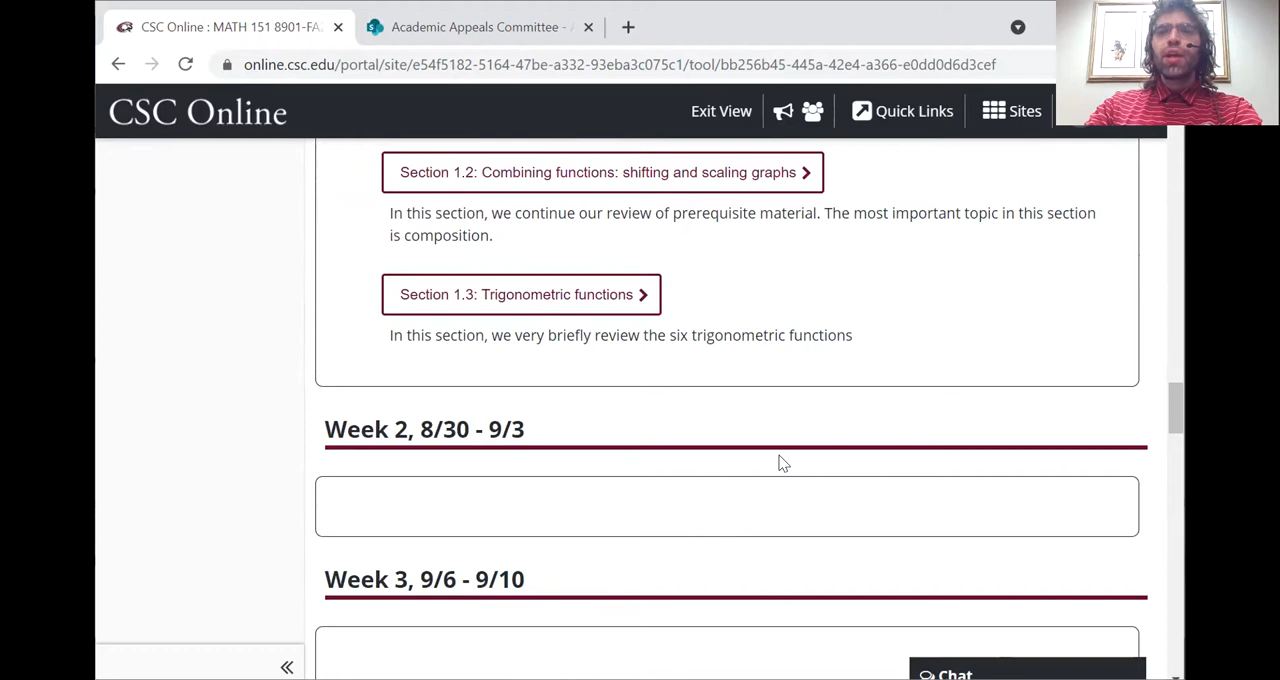 CSC Online : MATH 151 8901-FA
Academic Appeals Committee - A
online.csc.edu/portal/site/e54f5182-5164-47be-a332-93eba3c075c1/tool/bb256b45-445a-42e4-a366-e0dd0d6d3cef
CSC Online
Exit View
Quick Links
Sites
Section 1.2: Combining functions: shifting and scaling graphs
In this section, we continue our review of prerequisite material. The most important topic in this section
is composition.
Section 1.3: Trigonometric functions
In this section, we very briefly review the six trigonometric functions
Week 2, 8/30 - 9/3
Week 3, 9/6 - 9/10
Chat